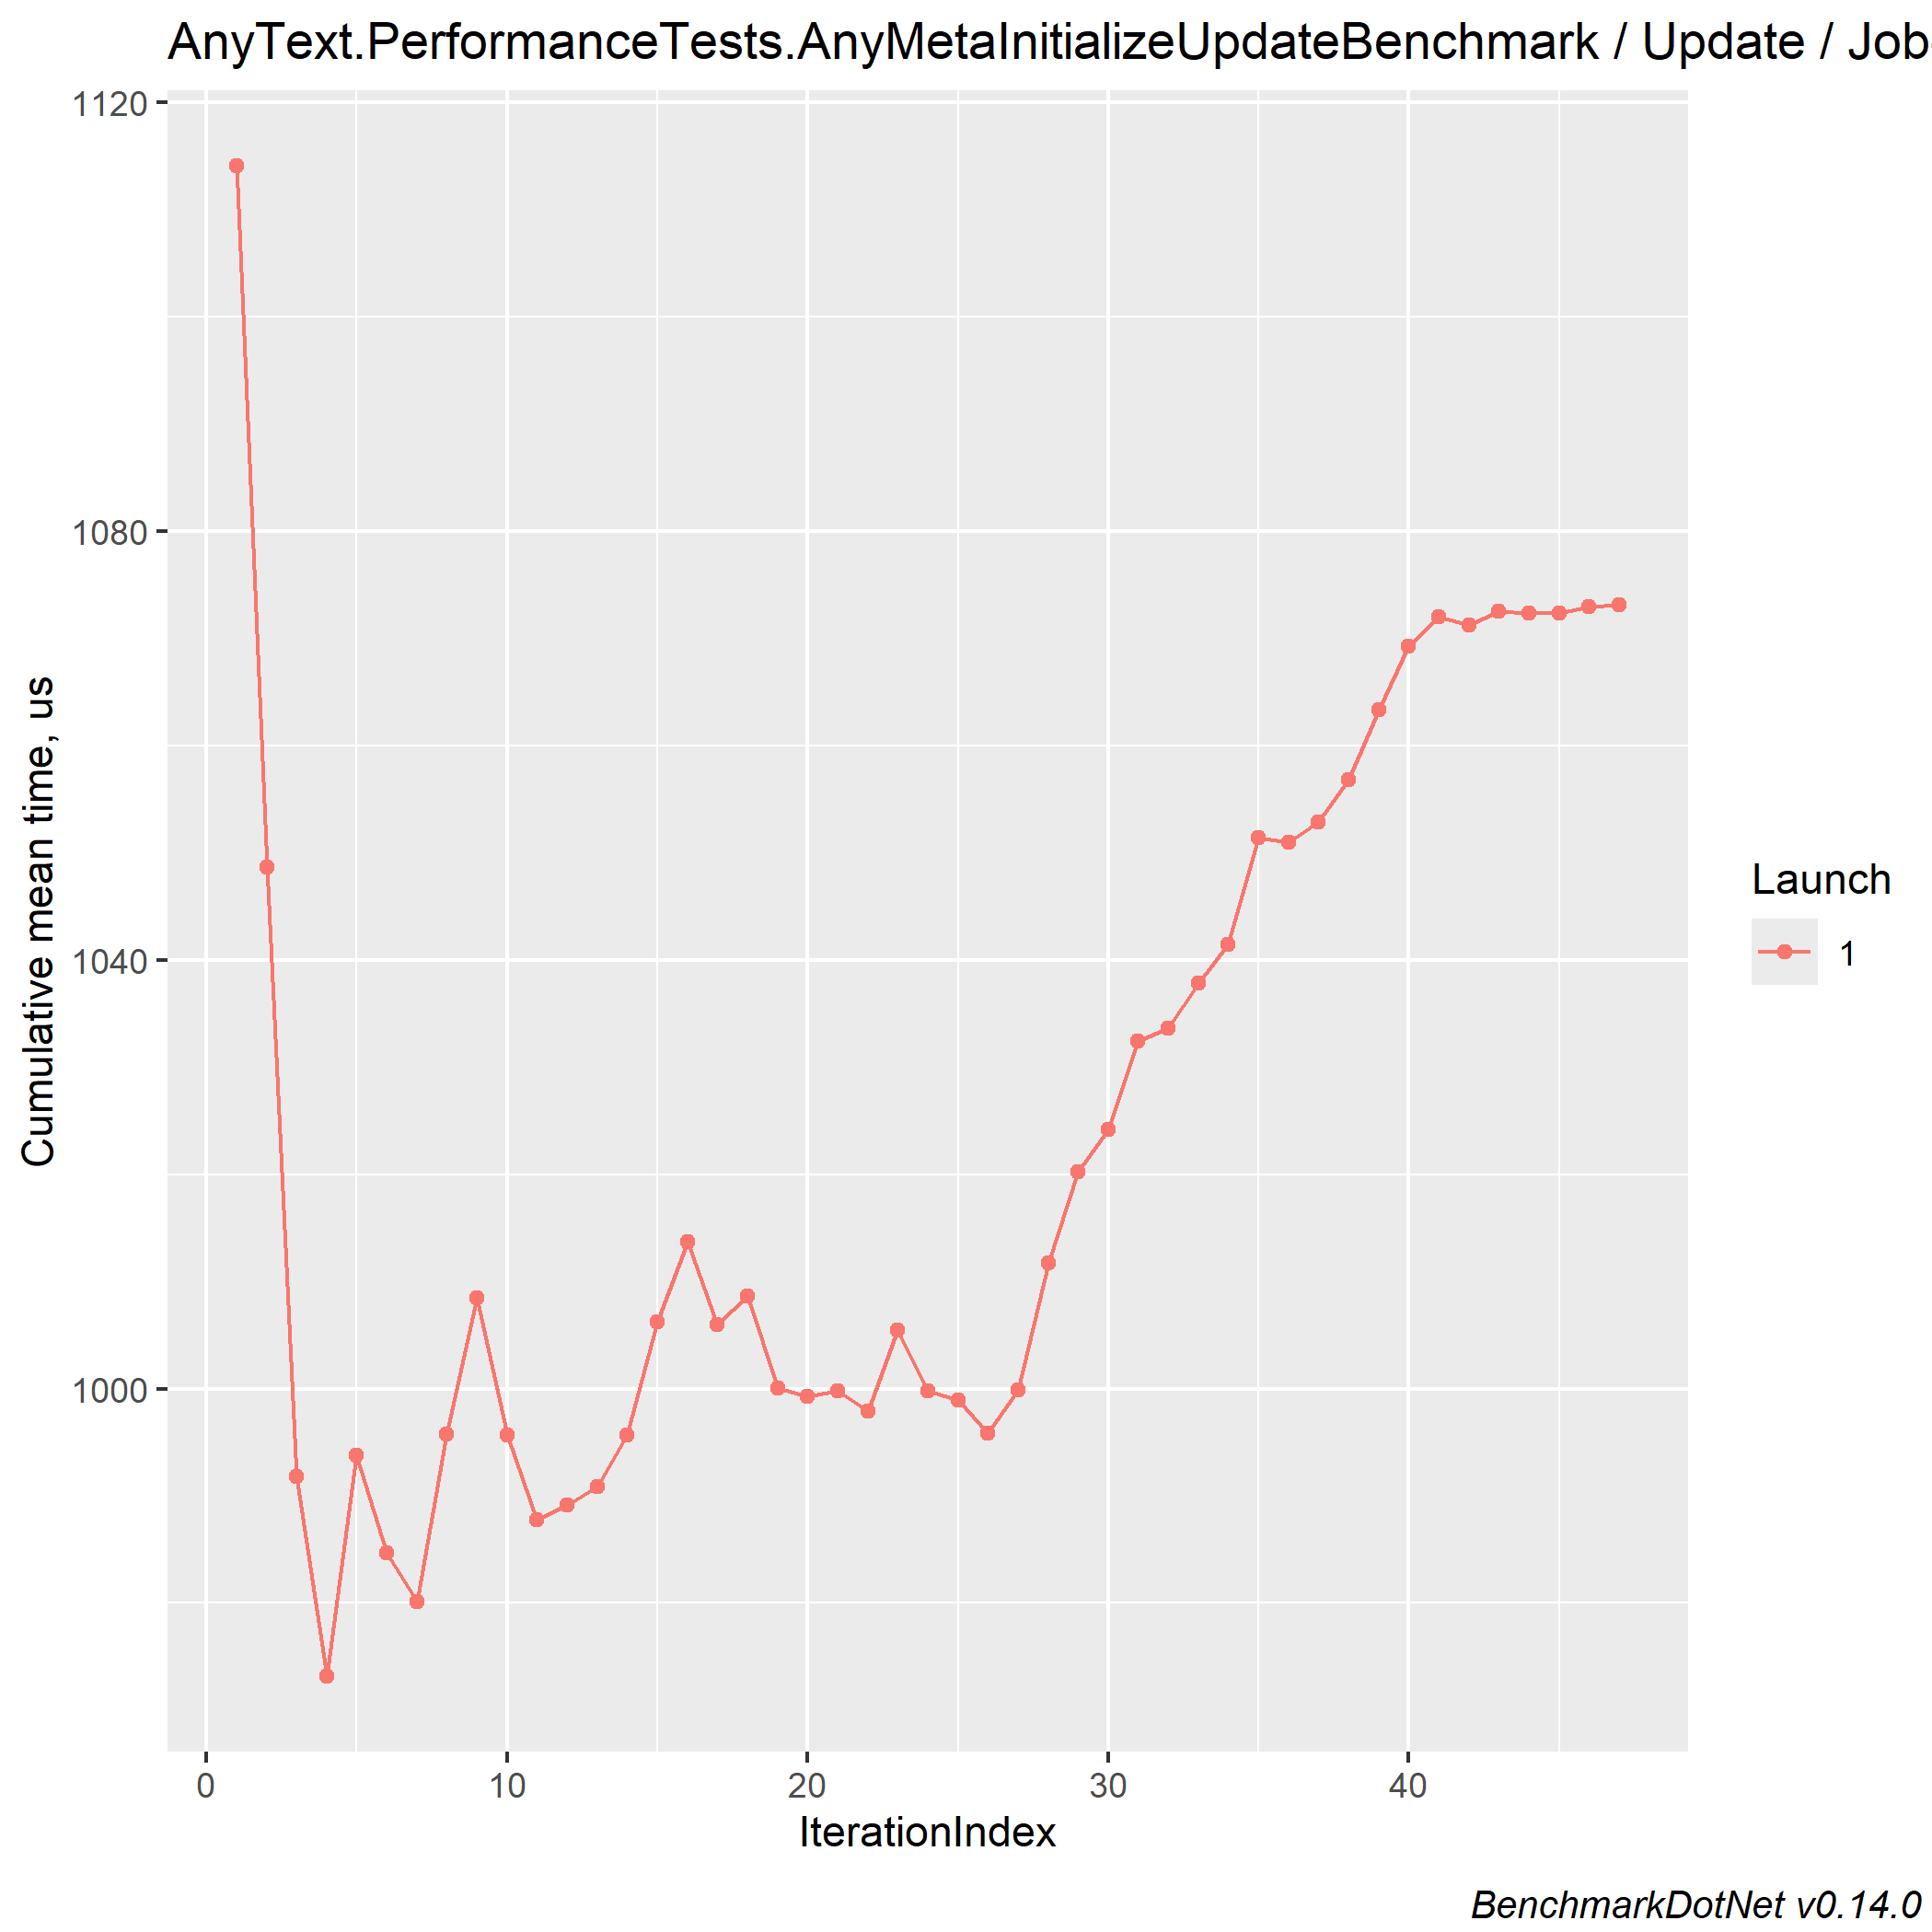 AnyText.PerformanceTests.AnyMetaInitializeUpdateBenchmark / Update / Job
1120
1080
1040
1000
Cumulative mean time, us
0 10 20 30 40
IterationIndex
Launch
1
BenchmarkDotNet v0.14.0